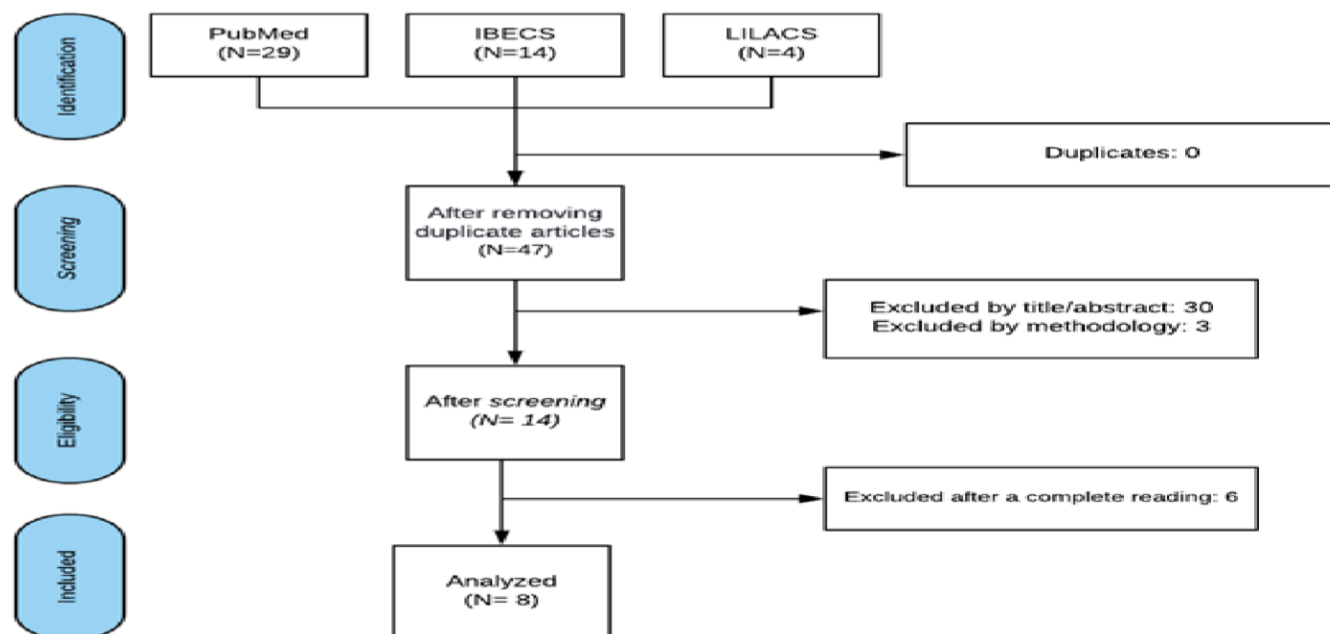 Identification
PubMed
(N=29)
IBECS
(N=14)
LILACS
(N=4)
Duplicates: 0
Screening
After removing
duplicate articles
(N=47)
Excluded by title/abstract: 30
Excluded by methodology: 3
Eligibility
After screening
(N= 14)
Excluded after a complete reading: 6
Included
Analyzed
(N= 8)